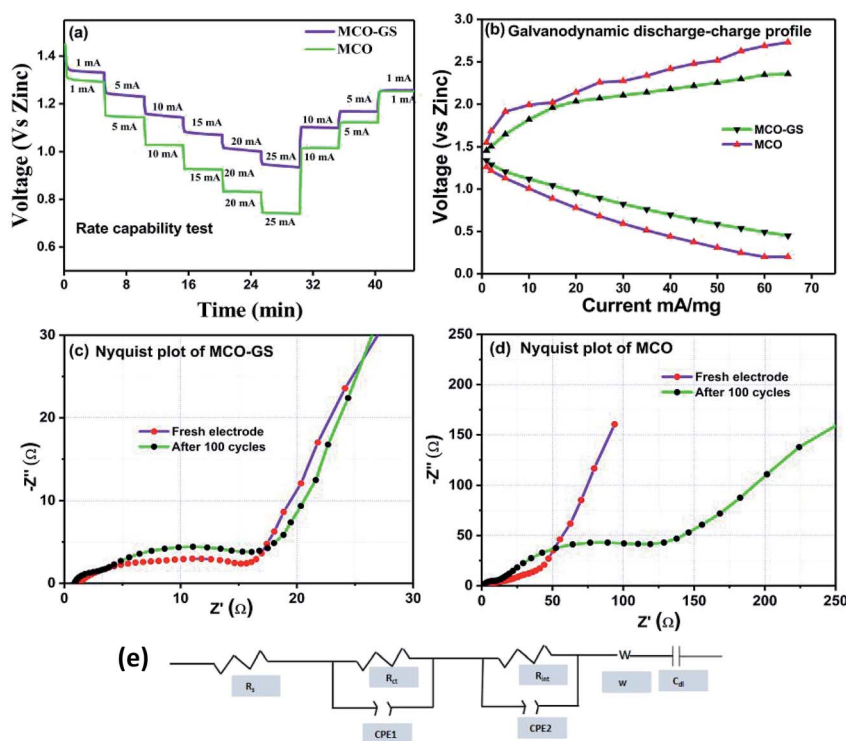 (a)
MCO-GS
MCO
1 mA
1 mA
5 mA
5 mA
10 mA
10 mA
15 mA
15 mA
20 mA
20 mA
25 mA
25 mA
10 mA
10 mA
5 mA
5 mA
1 mA
1 mA
Rate capability test
Voltage (Vs Zinc)
1.4
1.2
1.0
0.8
0.6
0 8 16 24 32 40
Time (min)
(b) Galvanodynamic discharge-charge profile
MCO-GS
MCO
Voltage (vs Zinc)
3.0
2.5
2.0
1.5
1.0
0.5
0.0
0 10 20 30 40 50 60 70
Current mA/mg
(c) Nyquist plot of MCO-GS
Fresh electrode
After 100 cycles
-Z'' (Ω)
30
20
10
0
0 10 20 30
Z' (Ω)
(d) Nyquist plot of MCO
Fresh electrode
After 100 cycles
-Z'' (Ω)
-250
-200
-150
-100
-50
0
0 50 100 150 200 250
Z' (Ω)
(e)
Rs
Rct
CPE1
Rint
CPE2
W
W
Cdl